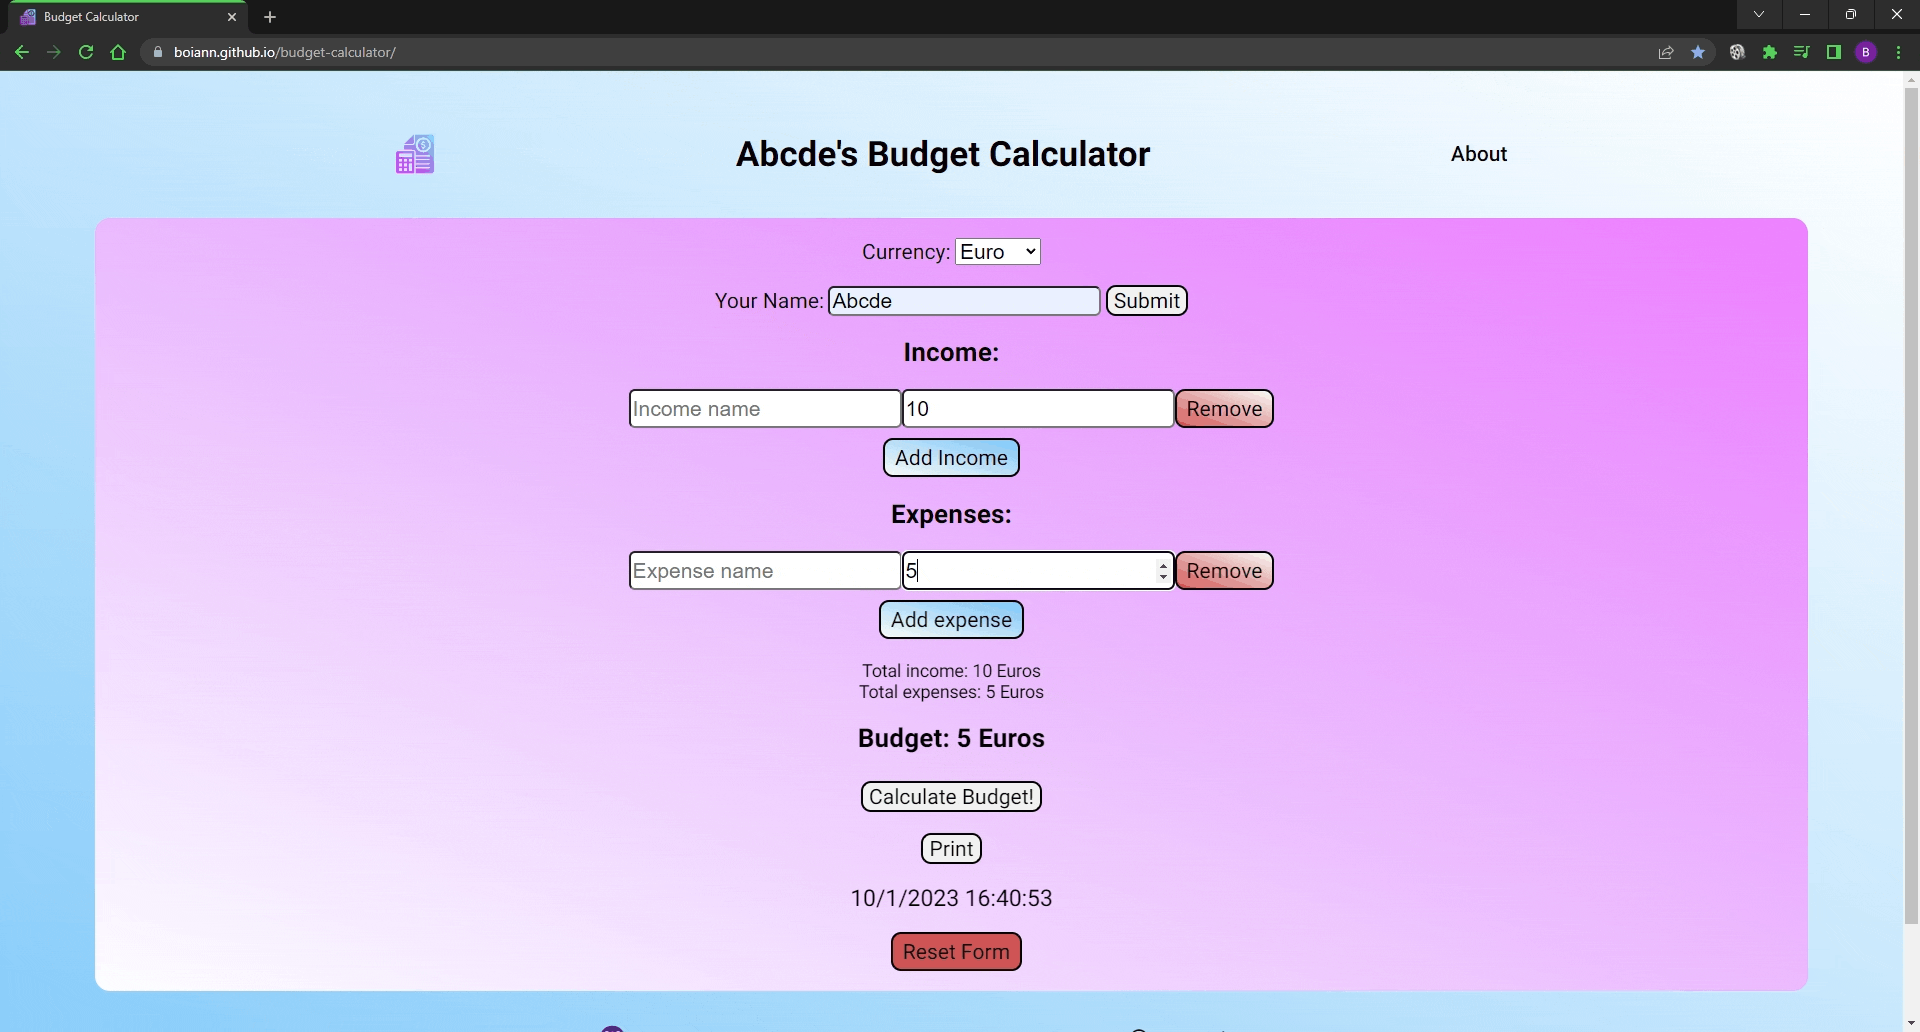 Budget Calculator
boiann.github.io/budget-calculator/
B
Abcde's Budget Calculator
About
Currency: Euro
Your Name: Abcde Submit
Income:
Income name 10 Remove
Add Income
Expenses:
Expense name 5 Remove
Add expense
Total income: 10 Euros
Total expenses: 5 Euros
Budget: 5 Euros
Calculate Budget!
Print
10/1/2023 16:40:53
Reset Form